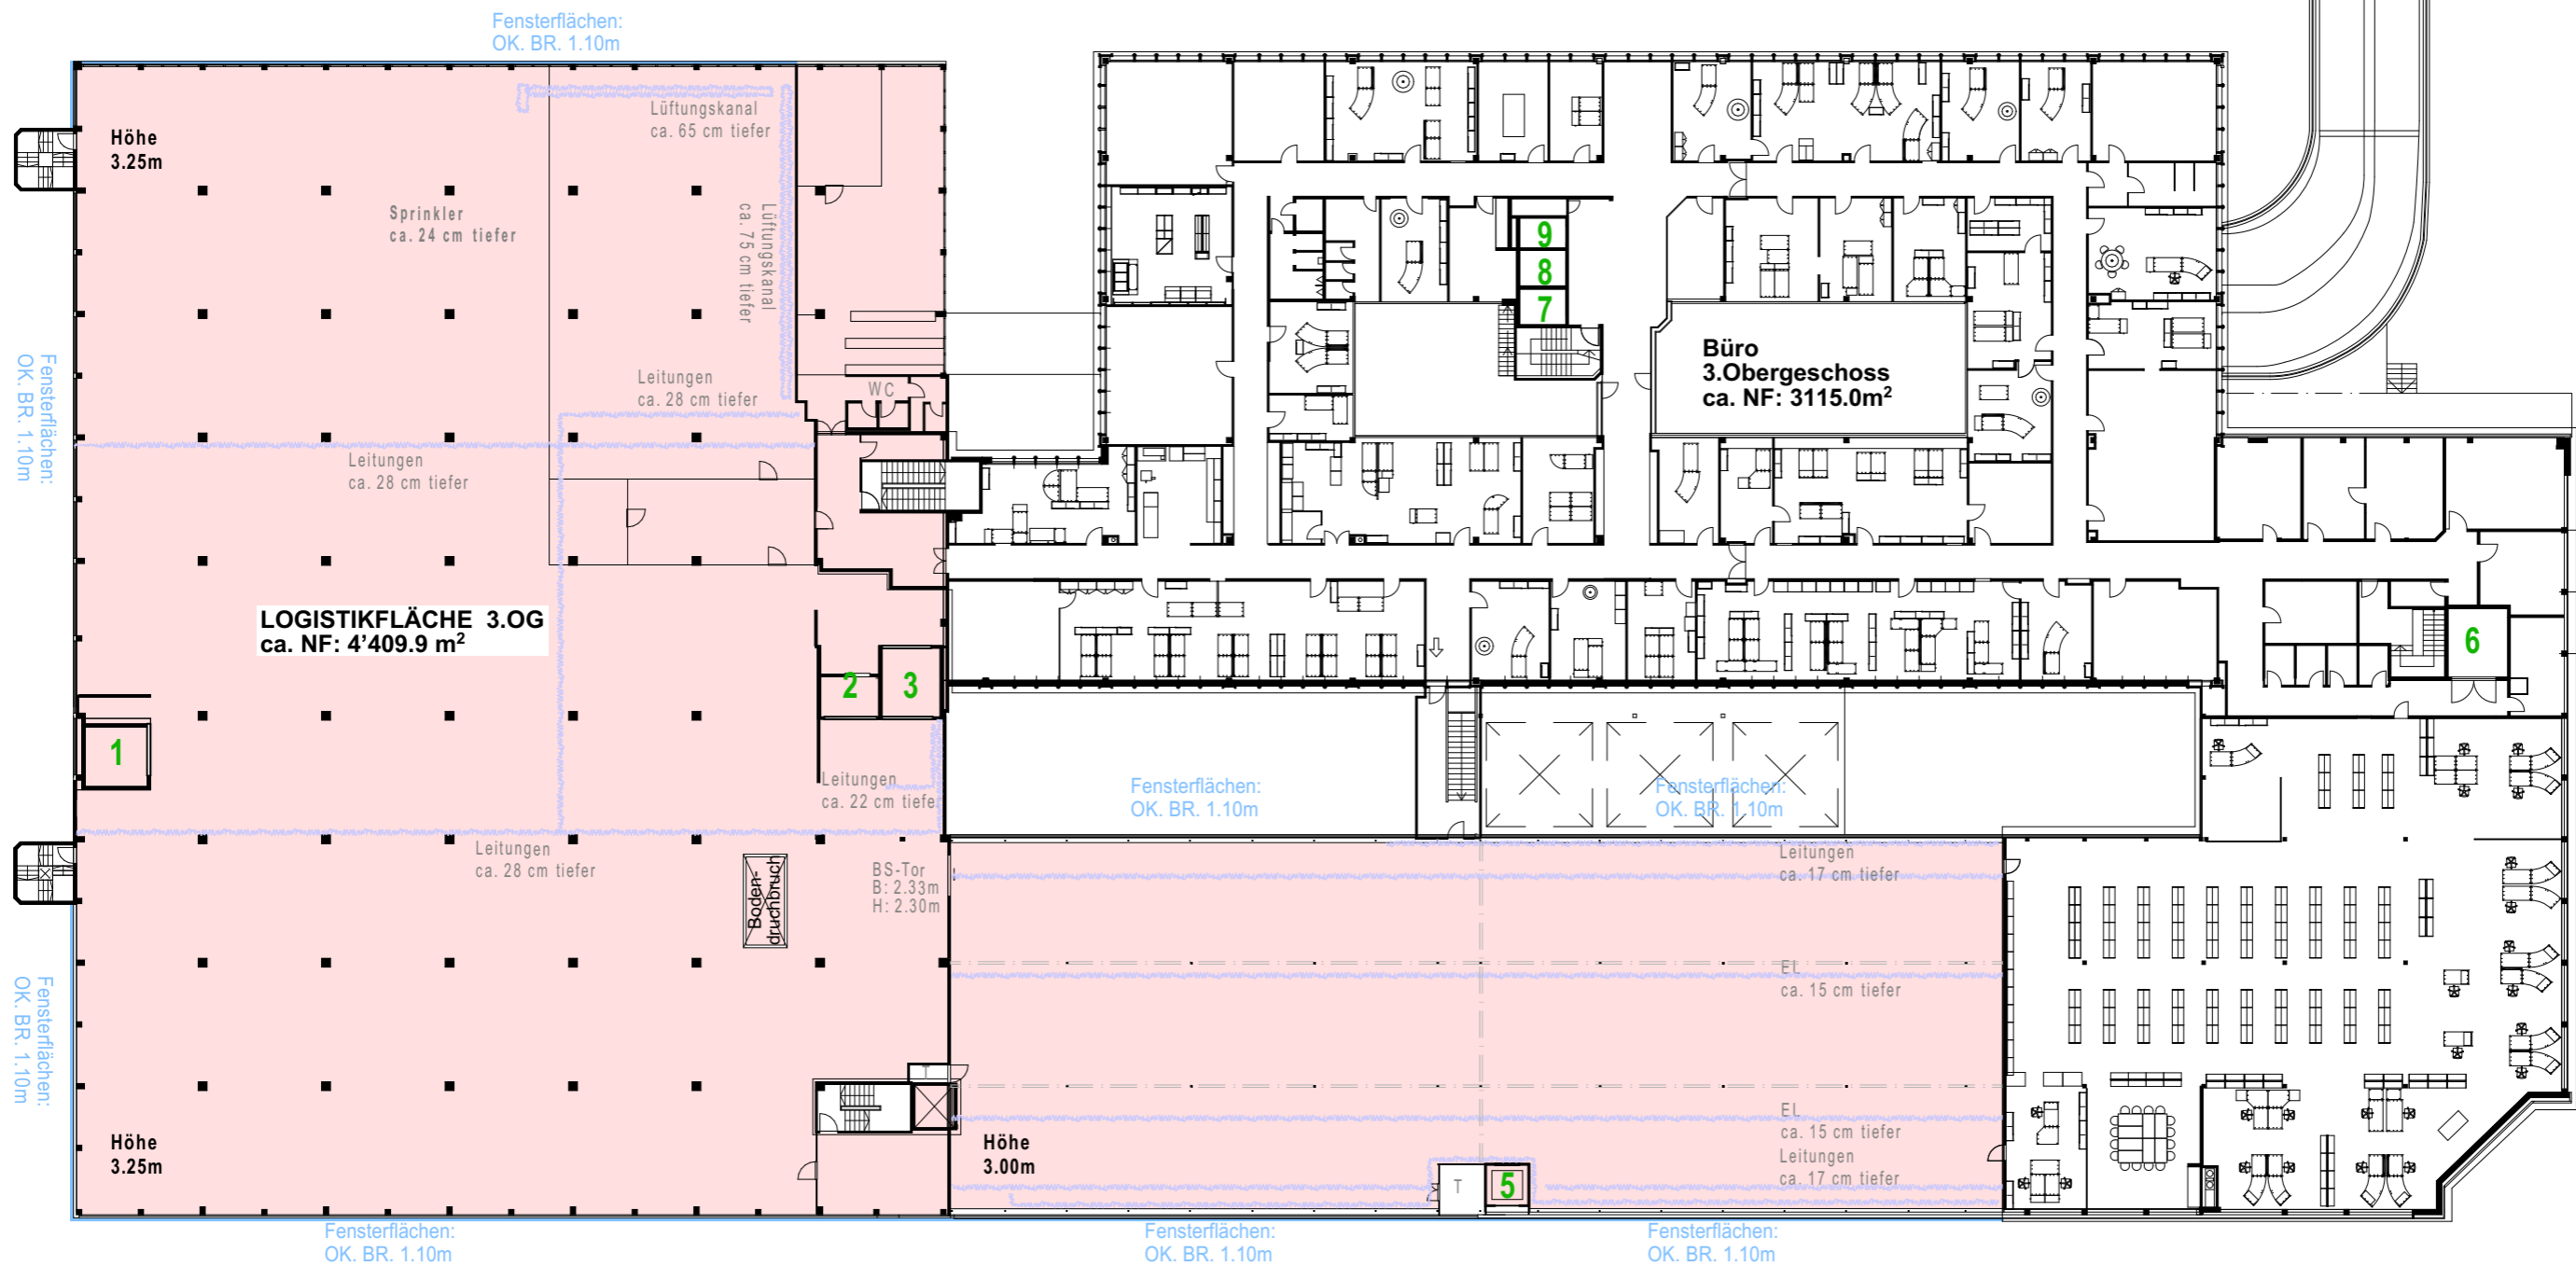 Fensterflächen:
OK. BR. 1.10m
Höhe
3.25m
Lüftungskanal
ca. 65 cm tiefer
Sprinkler
ca. 24 cm tiefer
Lüftungskanal
ca. 75 cm tiefer
9
8
7
Büro
3.Obergeschoss
ca. NF: 3115.0m²
Fensterflächen:
OK. BR. 1.10m
Leitungen
ca. 28 cm tiefer
WC
Leitungen
ca. 28 cm tiefer
LOGISTIKFLÄCHE 3.OG
ca. NF: 4’409.9 m²
6
2
3
1
Leitungen
ca. 22 cm tiefe
Fensterflächen:
OK. BR. 1.10m
Fensterflächen:
OK. BR. 1.10m
Leitungen
ca. 28 cm tiefer
Boden-
druchbruch
BS-Tor
B: 2.33m
H: 2.30m
Leitungen
ca. 17 cm tiefer
EL
ca. 15 cm tiefer
Fensterflächen:
OK. BR. 1.10m
T
EL
ca. 15 cm tiefer
Leitungen
ca. 17 cm tiefer
Höhe
3.25m
Höhe
3.00m
T
5
Fensterflächen:
OK. BR. 1.10m
Fensterflächen:
OK. BR. 1.10m
Fensterflächen:
OK. BR. 1.10m